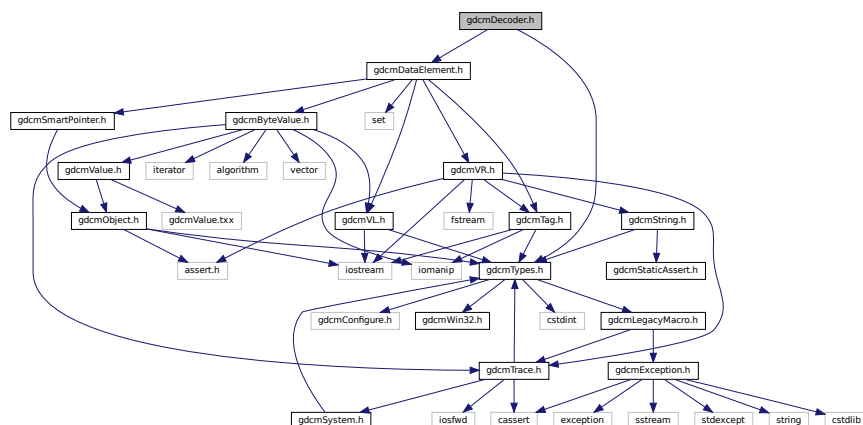 gdcmDecoder.h
gdcmDataElement.h
gdcmSmartPointer.h
gdcmByteValue.h
set
gdcmValue.h
iterator
algorithm
vector
gdcmVR.h
gdcmObject.h
gdcmValue.txx
gdcmVL.h
fstream
gdcmTag.h
gdcmString.h
assert.h
iostream
iomanip
gdcmTypes.h
gdcmStaticAssert.h
gdcmConfigure.h
gdcmWin32.h
cstdint
gdcmLegacyMacro.h
gdcmTrace.h
gdcmException.h
gdcmSystem.h
iosfwd
cassert
exception
sstream
stdexcept
string
cstdlib